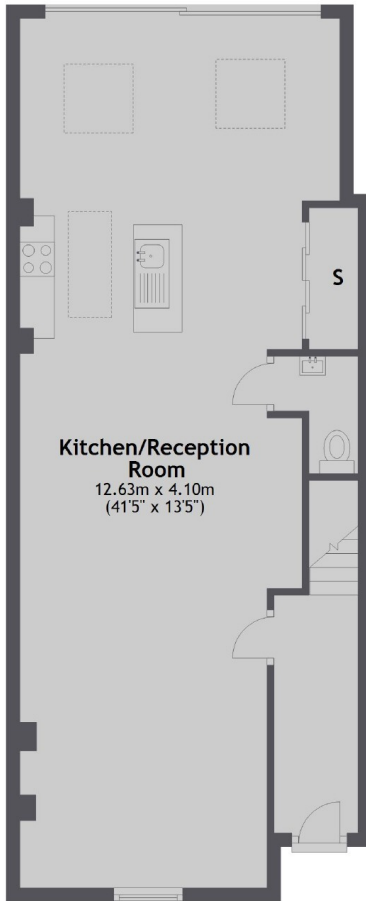 S
Kitchen/Reception
Room
12.63m x 4.10m
(41'5" x 13'5")